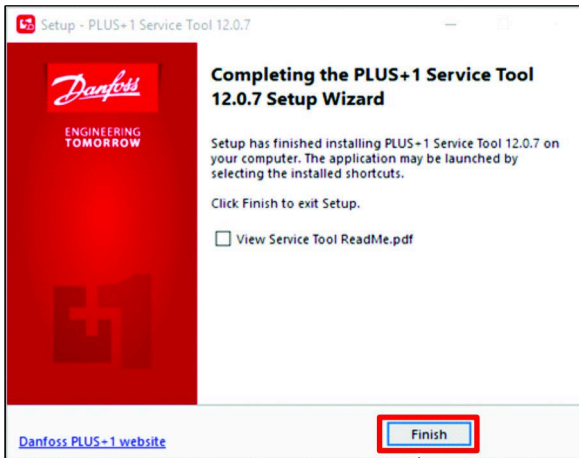 Setup - PLUS+1 Service Tool 12.0.7
Danfoss
ENGINEERING
TOMORROW
Completing the PLUS+1 Service Tool
12.0.7 Setup Wizard
Setup has finished installing PLUS+1 Service Tool 12.0.7 on
your computer. The application may be launched by
selecting the installed shortcuts.
Click Finish to exit Setup.
View Service Tool ReadMe.pdf
+1
Danfoss PLUS+1 website
Finish